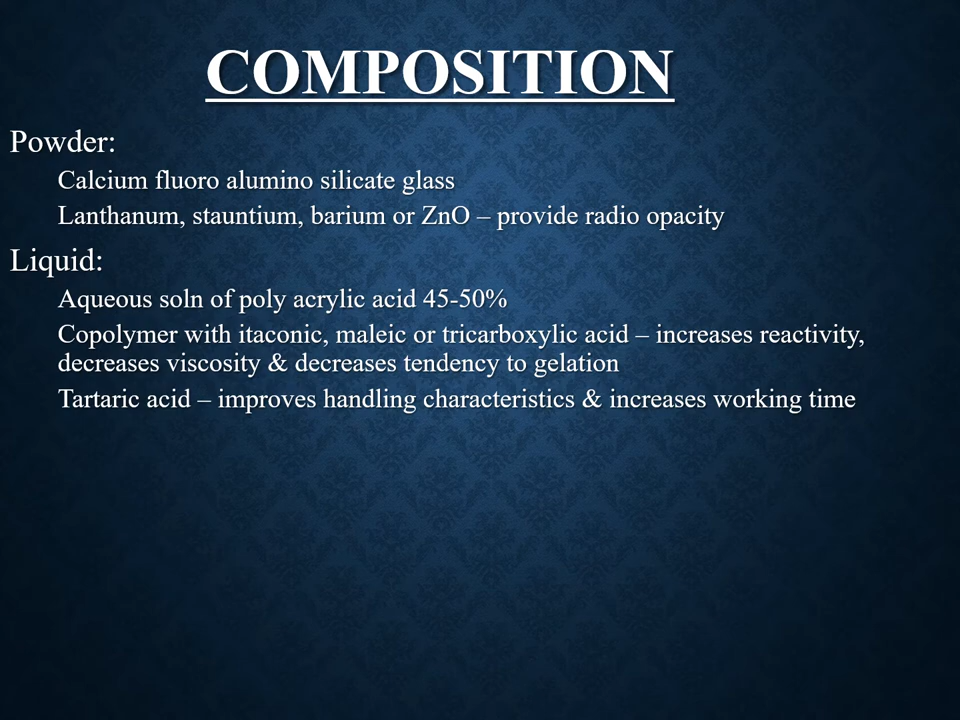 COMPOSITION
Powder:
Calcium fluoro alumino silicate glass
Lanthanum, stauntium, barium or ZnO – provide radio opacity
Liquid:
Aqueous soln of poly acrylic acid 45-50%
Copolymer with itaconic, maleic or tricarboxylic acid – increases reactivity,
decreases viscosity & decreases tendency to gelation
Tartaric acid – improves handling characteristics & increases working time